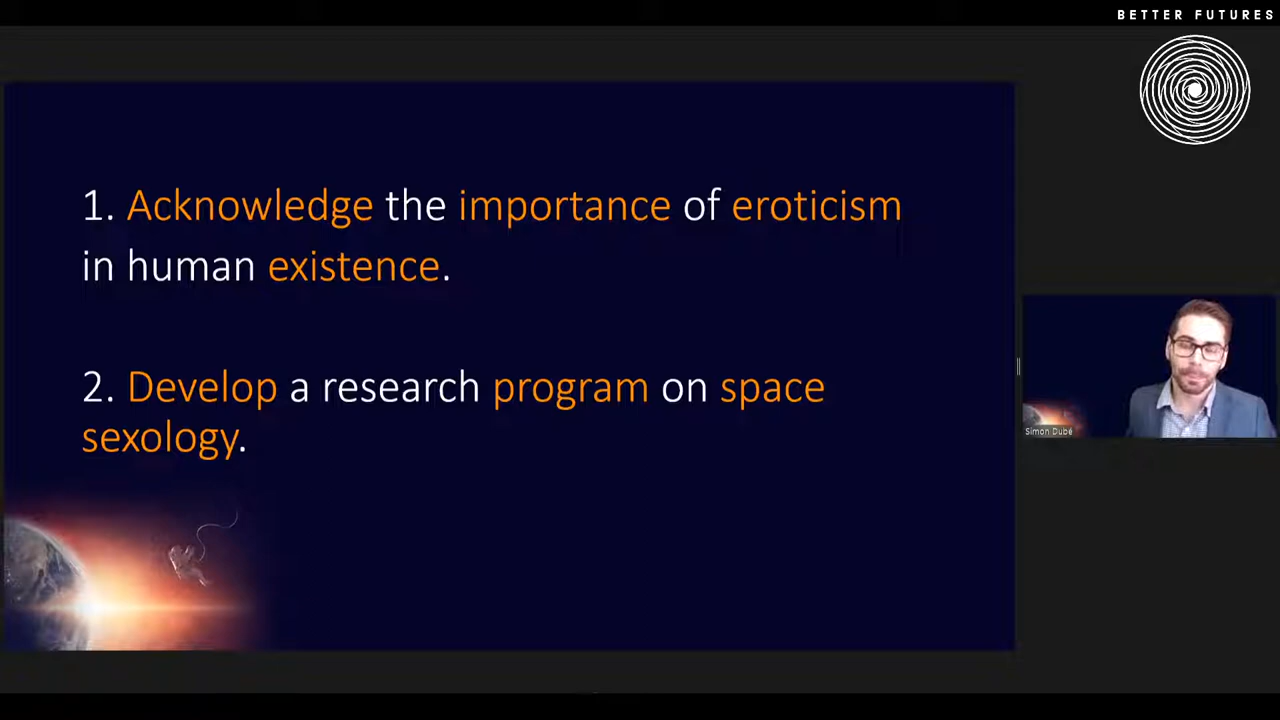 BETTER FUTURES
1. Acknowledge the importance of eroticism
in human existence.
2. Develop a research program on space
sexology.
Simon Dubé